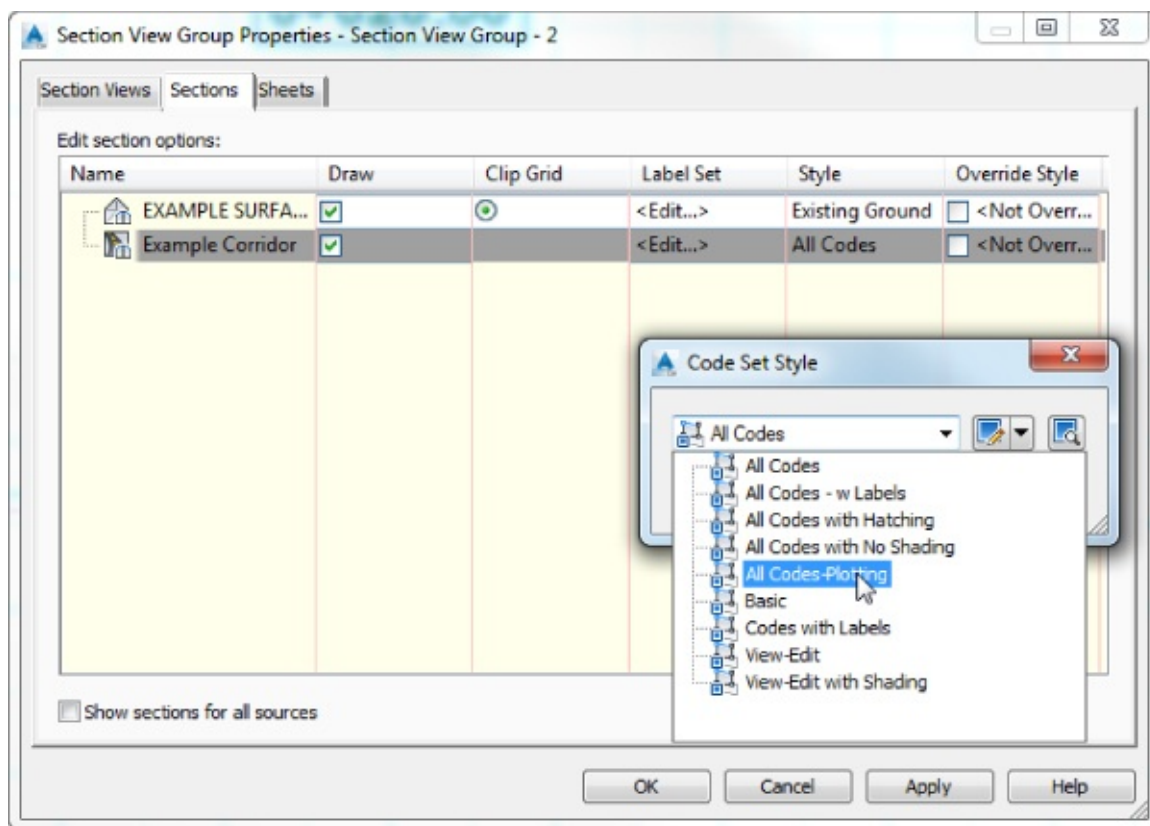 Section View Group Properties - Section View Group - 2
Section Views Sections Sheets
Edit section options:
Name Draw Clip Grid Label Set Style Override Style
EXAMPLE SURFA... <Edit...> Existing Ground <Not Overr...
Example Corridor <Edit...> All Codes <Not Overr...
Code Set Style
All Codes
All Codes
All Codes - w Labels
All Codes with Hatching
All Codes with No Shading
All Codes-Plotting
Basic
Codes with Labels
View-Edit
View-Edit with Shading
Show sections for all sources
OK Cancel Apply Help